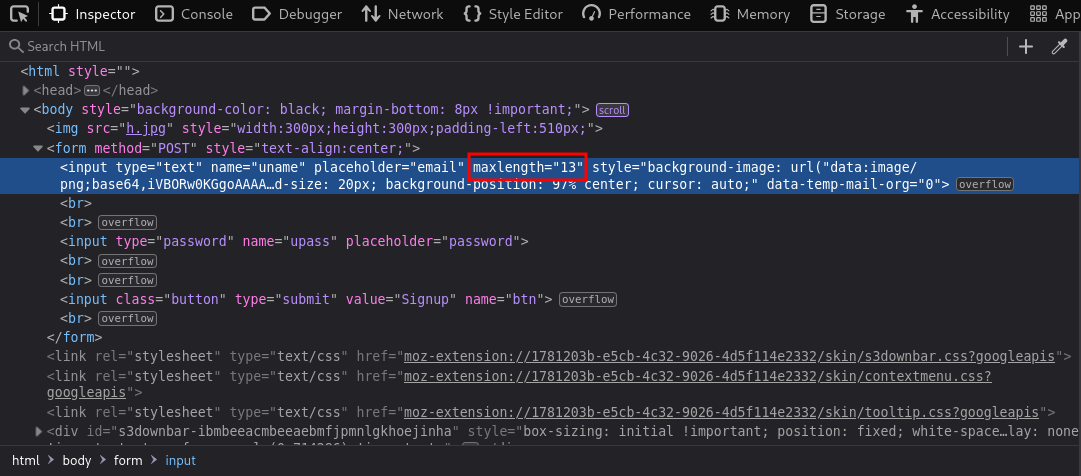 Inspector Console Debugger Network Style Editor Performance Memory Storage Accessibility App
Search HTML
<html style="">
<head> ••• </head>
<body style="background-color: black; margin-bottom: 8px !important;"> scroll
<img src="h.jpg" style="width:300px;height:300px;padding-left:510px;">
<form method="POST" style="text-align:center;">
<input type="text" name="uname" placeholder="email" maxlength="13" style="background-image: url("data:image/
png;base64,iVBORw0KGgoAAAA…d-size: 20px; background-position: 97% center; cursor: auto;" data-temp-mail-org="0"> overflow
<br>
<br> overflow
<input type="password" name="upass" placeholder="password">
<br> overflow
<br> overflow
<input class="button" type="submit" value="Signup" name="btn"> overflow
<br> overflow
</form>
<link rel="stylesheet" type="text/css" href="moz-extension://1781203b-e5cb-4c32-9026-4d5f114e2332/skin/s3downbar.css?googleapis">
<link rel="stylesheet" type="text/css" href="moz-extension://1781203b-e5cb-4c32-9026-4d5f114e2332/skin/contextmenu.css?
googleapis">
<link rel="stylesheet" type="text/css" href="moz-extension://1781203b-e5cb-4c32-9026-4d5f114e2332/skin/tooltip.css?googleapis">
<div id="s3downbar-ibmbeeacmbeeaebmfjpmnlgkhoejinha" style="box-sizing: initial !important; position: fixed; white-space…lay: none
html > body > form > input